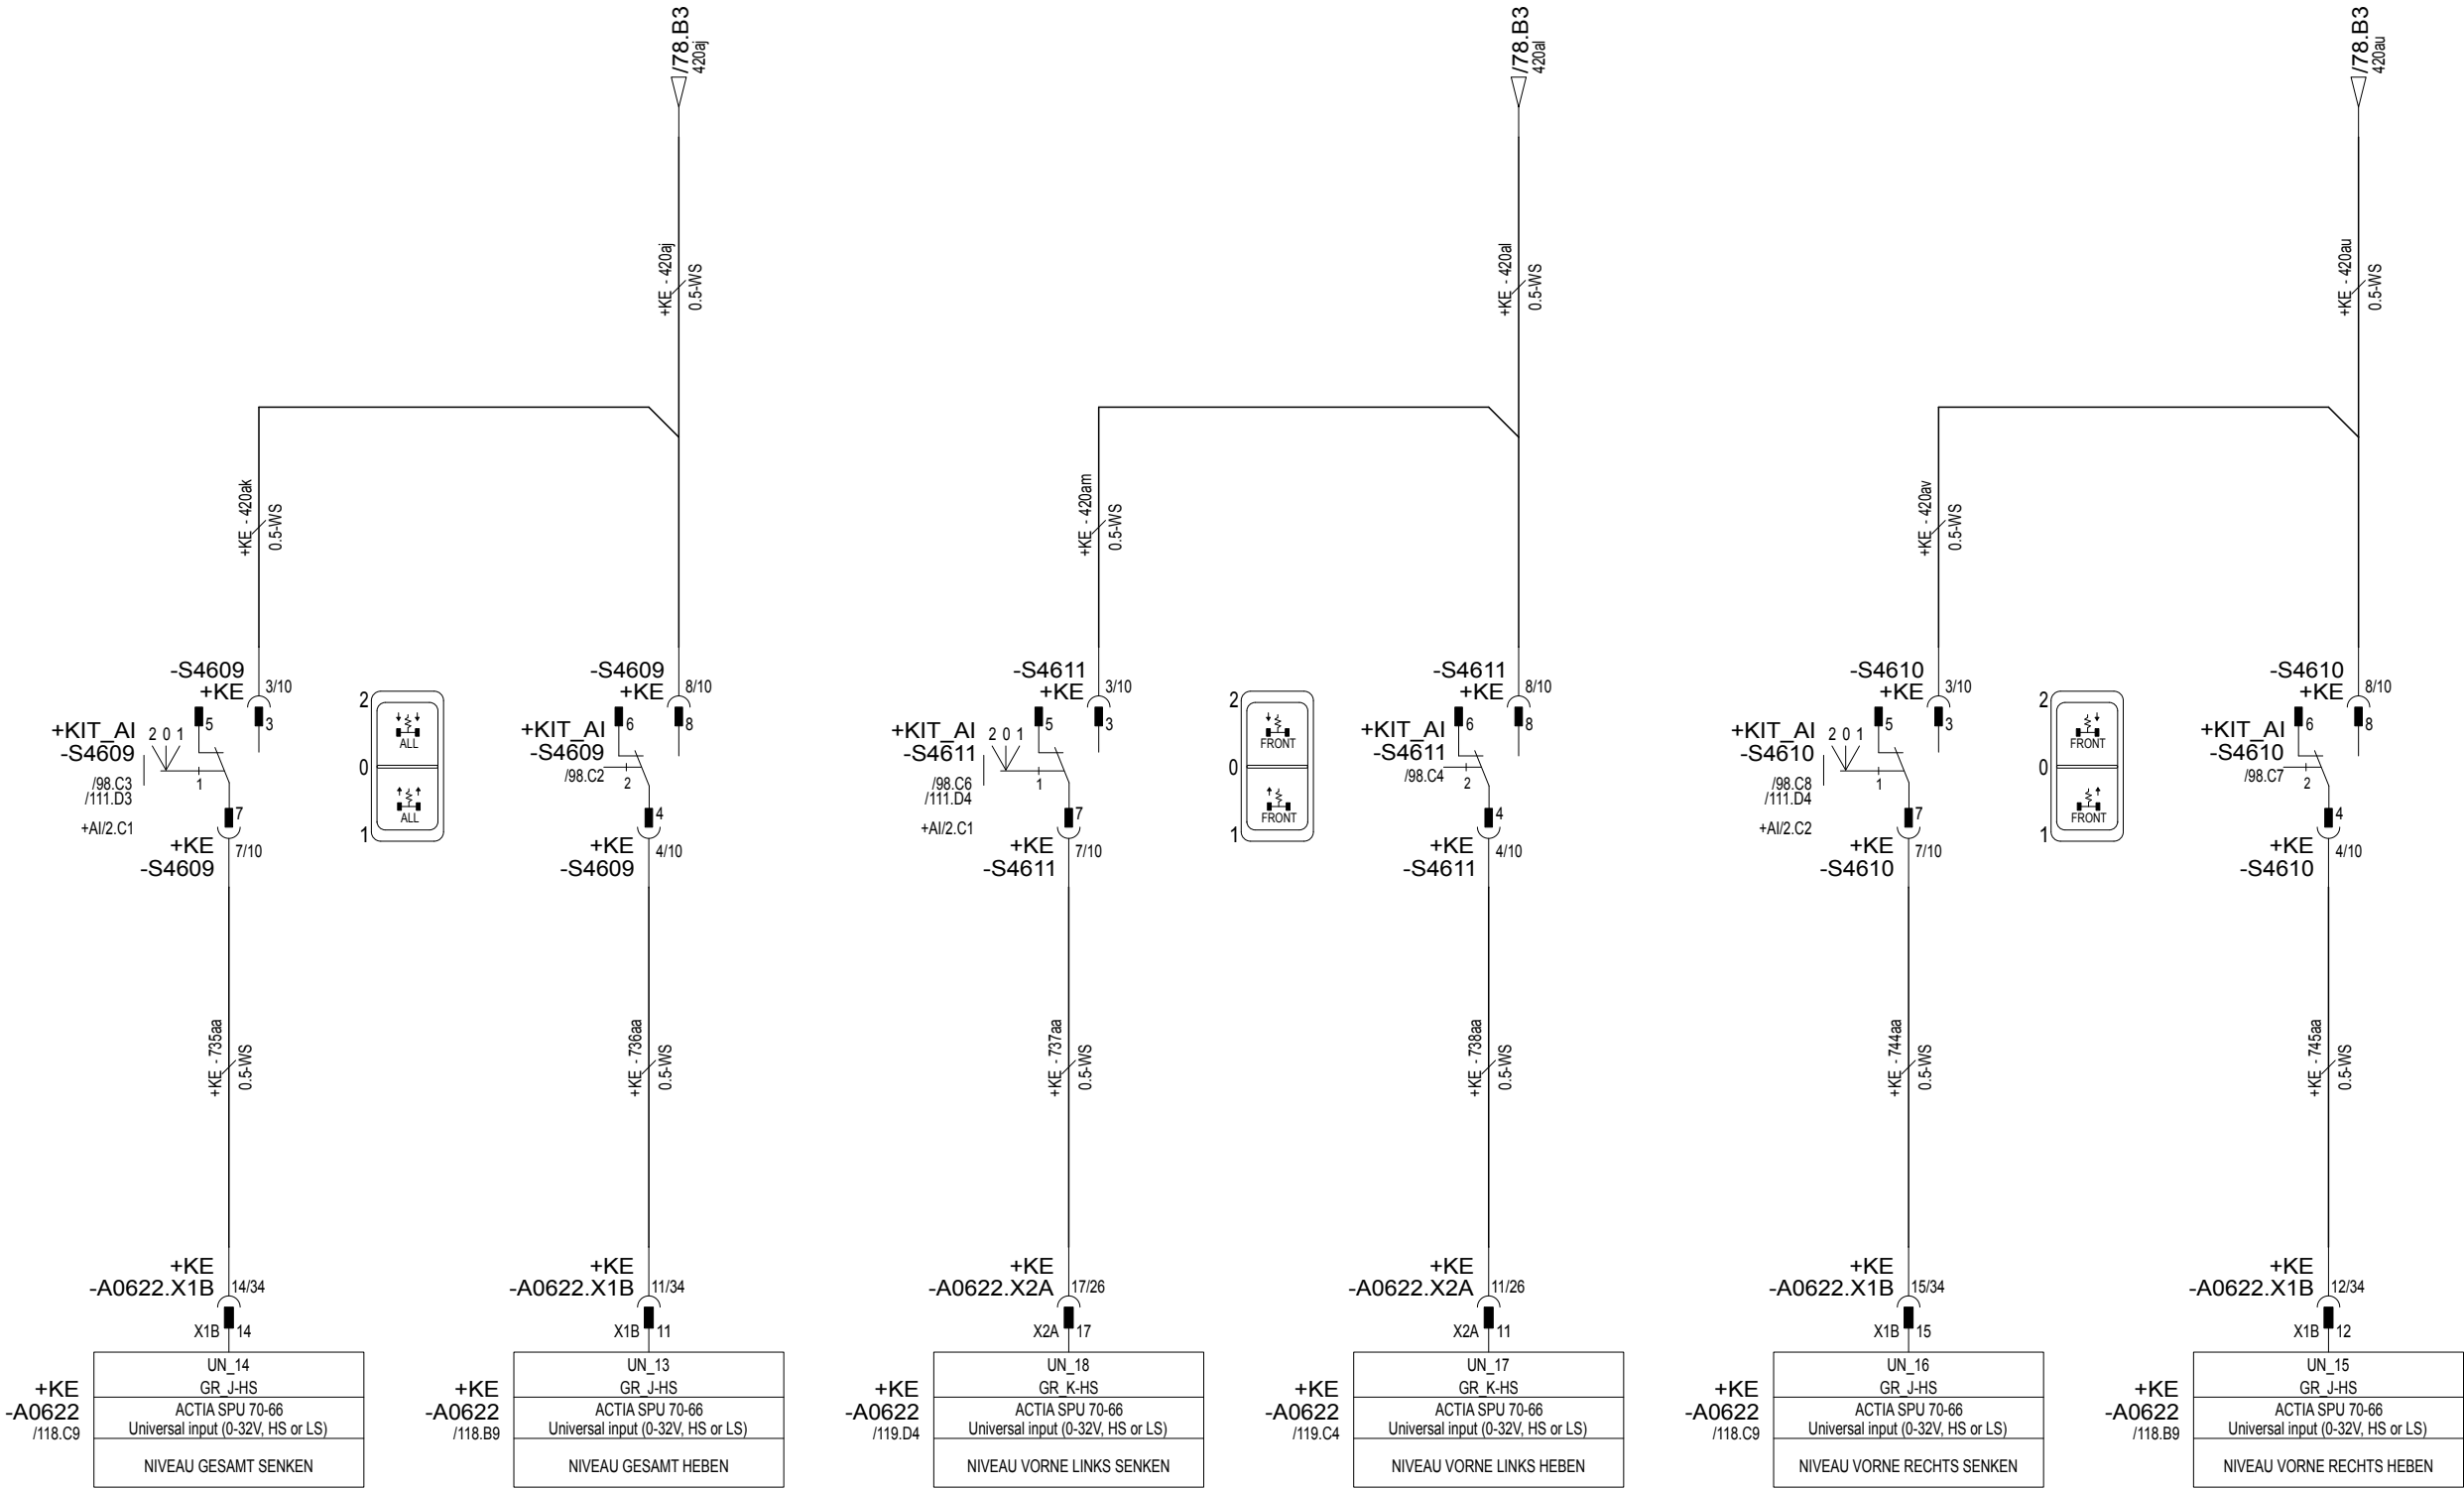 /78.B3
420aj
/78.B3
420al
/78.B3
420au
+KE - 420aj
0.5-WS
+KE - 420al
0.5-WS
+KE - 420au
0.5-WS
+KE - 420ak
0.5-WS
+KE - 420am
0.5-WS
+KE - 420av
0.5-WS
-S4609
+KE 3/10
5
3
+KIT_AI
-S4609
2 0 1
1
/98.C3
/111.D3
+AI/2.C1
7
+KE
-S4609
7/10
2
0
1
ALL
ALL
-S4609
+KE 8/10
6
8
+KIT_AI
-S4609
/98.C2
2
4
+KE
-S4609
4/10
-S4611
+KE 3/10
5
3
+KIT_AI
-S4611
2 0 1
1
/98.C6
/111.D4
+AI/2.C1
7
+KE
-S4611
7/10
2
0
1
FRONT
FRONT
-S4611
+KE 8/10
6
8
+KIT_AI
-S4611
/98.C4
2
4
+KE
-S4611
4/10
-S4610
+KE 3/10
5
3
+KIT_AI
-S4610
2 0 1
1
/98.C8
/111.D4
+AI/2.C2
7
+KE
-S4610
7/10
2
0
1
FRONT
FRONT
-S4610
+KE 8/10
6
8
+KIT_AI
-S4610
/98.C7
2
4
+KE
-S4610
4/10
+KE - 735aa
0.5-WS
+KE - 736aa
0.5-WS
+KE - 737aa
0.5-WS
+KE - 738aa
0.5-WS
+KE - 744aa
0.5-WS
+KE - 745aa
0.5-WS
+KE
-A0622.X1B 14/34
X1B 14
UN_14
GR_J-HS
ACTIA SPU 70-66
Universal input (0-32V, HS or LS)
NIVEAU GESAMT SENKEN
+KE
-A0622
/118.C9
+KE
-A0622.X1B 11/34
X1B 11
UN_13
GR_J-HS
ACTIA SPU 70-66
Universal input (0-32V, HS or LS)
NIVEAU GESAMT HEBEN
+KE
-A0622
/118.B9
+KE
-A0622.X2A 17/26
X2A 17
UN_18
GR_K-HS
ACTIA SPU 70-66
Universal input (0-32V, HS or LS)
NIVEAU VORNE LINKS SENKEN
+KE
-A0622
/119.D4
+KE
-A0622.X2A 11/26
X2A 11
UN_17
GR_K-HS
ACTIA SPU 70-66
Universal input (0-32V, HS or LS)
NIVEAU VORNE LINKS HEBEN
+KE
-A0622
/119.C4
+KE
-A0622.X1B 15/34
X1B 15
UN_16
GR_J-HS
ACTIA SPU 70-66
Universal input (0-32V, HS or LS)
NIVEAU VORNE RECHTS SENKEN
+KE
-A0622
/118.C9
+KE
-A0622.X1B 12/34
X1B 12
UN_15
GR_J-HS
ACTIA SPU 70-66
Universal input (0-32V, HS or LS)
NIVEAU VORNE RECHTS HEBEN
+KE
-A0622
/118.B9